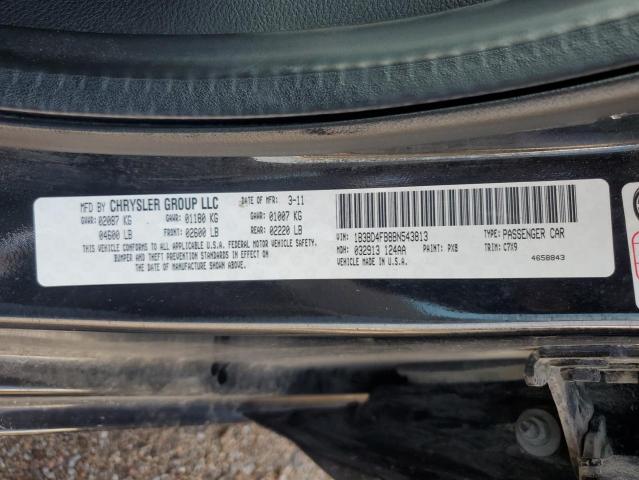 MFD BY CHRYSLER GROUP LLC DATE OF MFR: 3-11
GVWR: 02087 KG GAWR: 01180 KG GAWR: 01007 KG
04600 LB FRONT: 02600 LB REAR: 02220 LB
THIS VEHICLE CONFORMS TO ALL APPLICABLE U.S.A. FEDERAL MOTOR VEHICLE SAFETY,
BUMPER AND THEFT PREVENTION STANDARDS IN EFFECT ON
THE DATE OF MANUFACTURE SHOWN ABOVE.
VIN: 1B3BD4FB8BN543813 TYPE: PASSENGER CAR
MDH: 032913 124AA PAINT: PX8 TRIM: C7X9
VEHICLE MADE IN U.S.A. 4658843